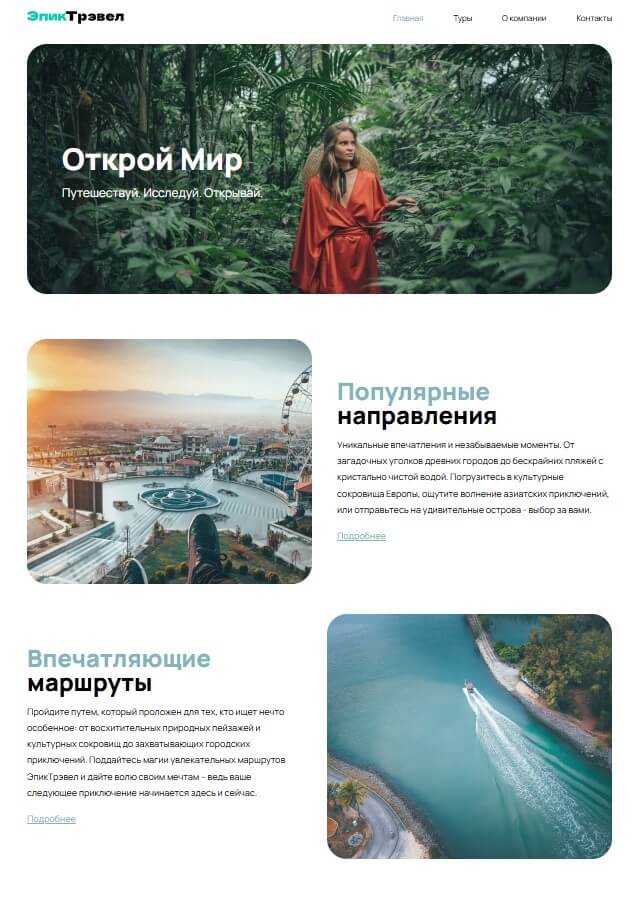 ЭпикТрэвел
Главная Туры О компании Контакты
Открой Мир
Путешествуй. Исследуй. Открывай.
Популярные
направления
Уникальные впечатления и незабываемые моменты. От
загадочных уголков древних городов до бескрайних пляжей с
кристально чистой водой. Погрузитесь в культурные
сокровища Европы, ощутите волнение азиатских приключений,
или отправьтесь на удивительные острова - выбор за вами.
Подробнее
Впечатляющие
маршруты
Пройдите путем, который проложен для тех, кто ищет нечто
особенное: от восхитительных природных пейзажей и
культурных сокровищ до захватывающих городских
приключений. Поддайтесь магии увлекательных маршрутов
ЭпикТрэвел и дайте волю своим мечтам – ведь ваше
следующее приключение начинается здесь и сейчас.
Подробнее